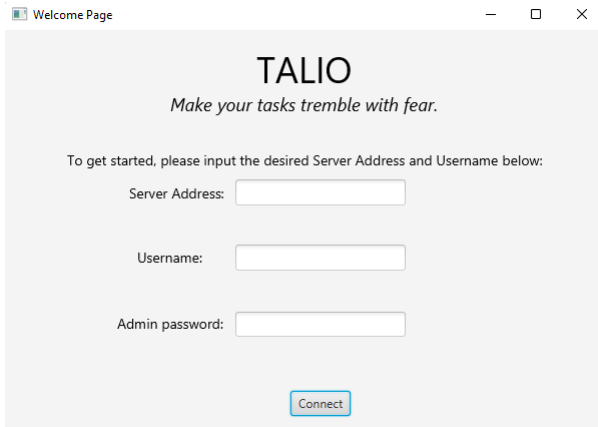 Welcome Page
TALIO
Make your tasks tremble with fear.
To get started, please input the desired Server Address and Username below:
Server Address:
Username:
Admin password:
Connect